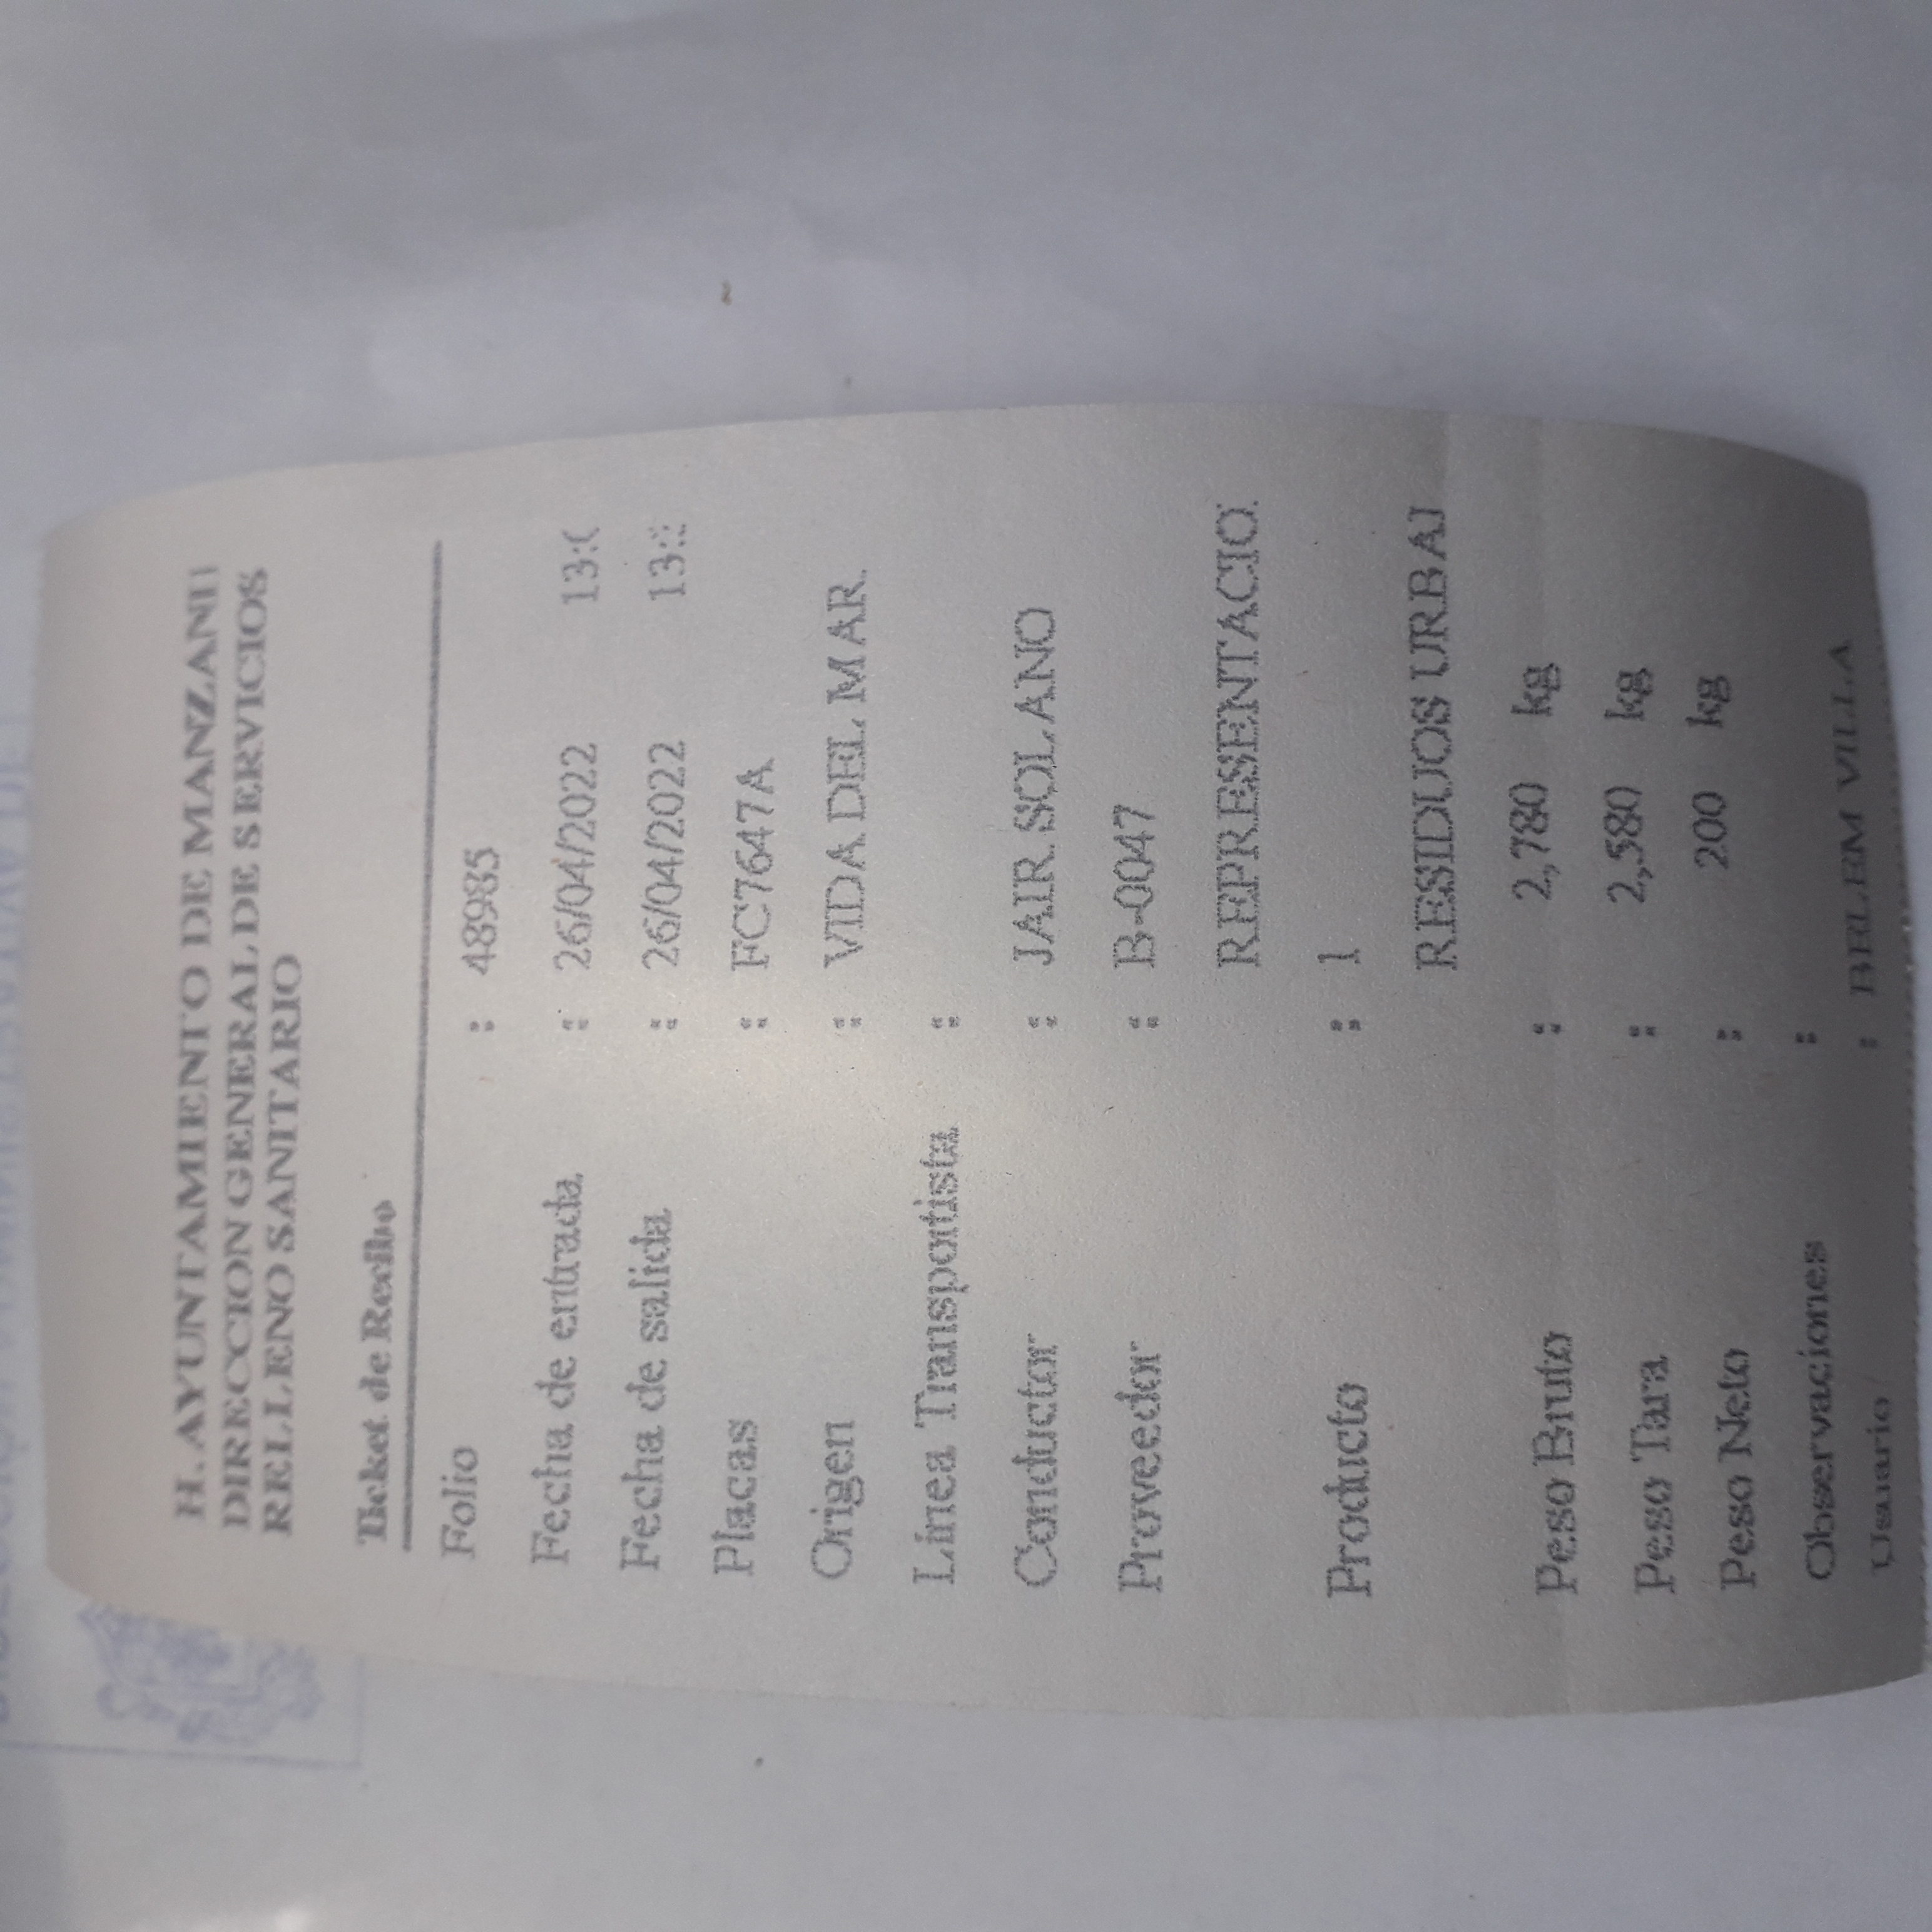 H. AYUNTAMIENTO DE MANZANI
DIRECCION GENERAL DE SERVICIOS
RELLENO SANITARIO
Ticket de Recibo
Folio : 48985
Fecha de entrada : 26/04/2022 13:0
Fecha de salida : 26/04/2022 13:
Placas : FC7647A
Origen : VIDA DEL MAR
Línea Transportista :
Conductor : JAIR SOLANO
Proveedor : B-0047
REPRESENTACIO
Producto : 1
RESIDUOS URBA
Peso Bruto : 2,780 kg
Peso Tara : 2,580 kg
Peso Neto : 200 kg
Observaciones :
Usuario : BELEM VILLA